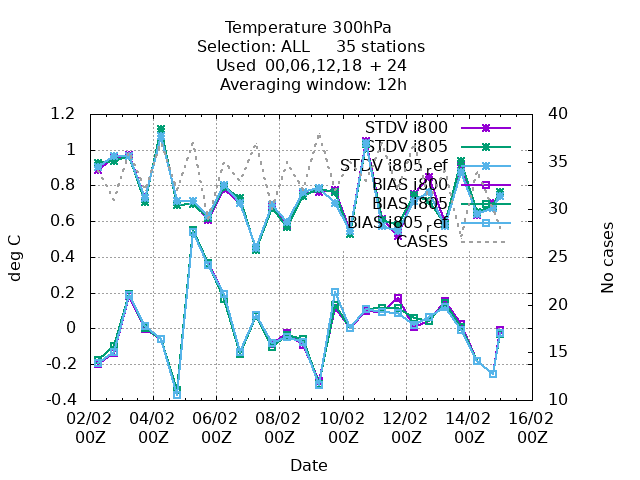 Temperature 300hPa
Selection: ALL 35 stations
Used 00,06,12,18 + 24
Averaging window: 12h
1.2
1
0.8
0.6
0.4
0.2
0
-0.2
-0.4
40
35
30
25
20
15
10
STDV i800
STDV i805
STDV i805ref
BIAS i800
BIAS i805
BIAS i805ref
CASES
deg C
No cases
02/02 04/02 06/02 08/02 10/02 12/02 14/02 16/02
00Z 00Z 00Z 00Z 00Z 00Z 00Z 00Z
Date